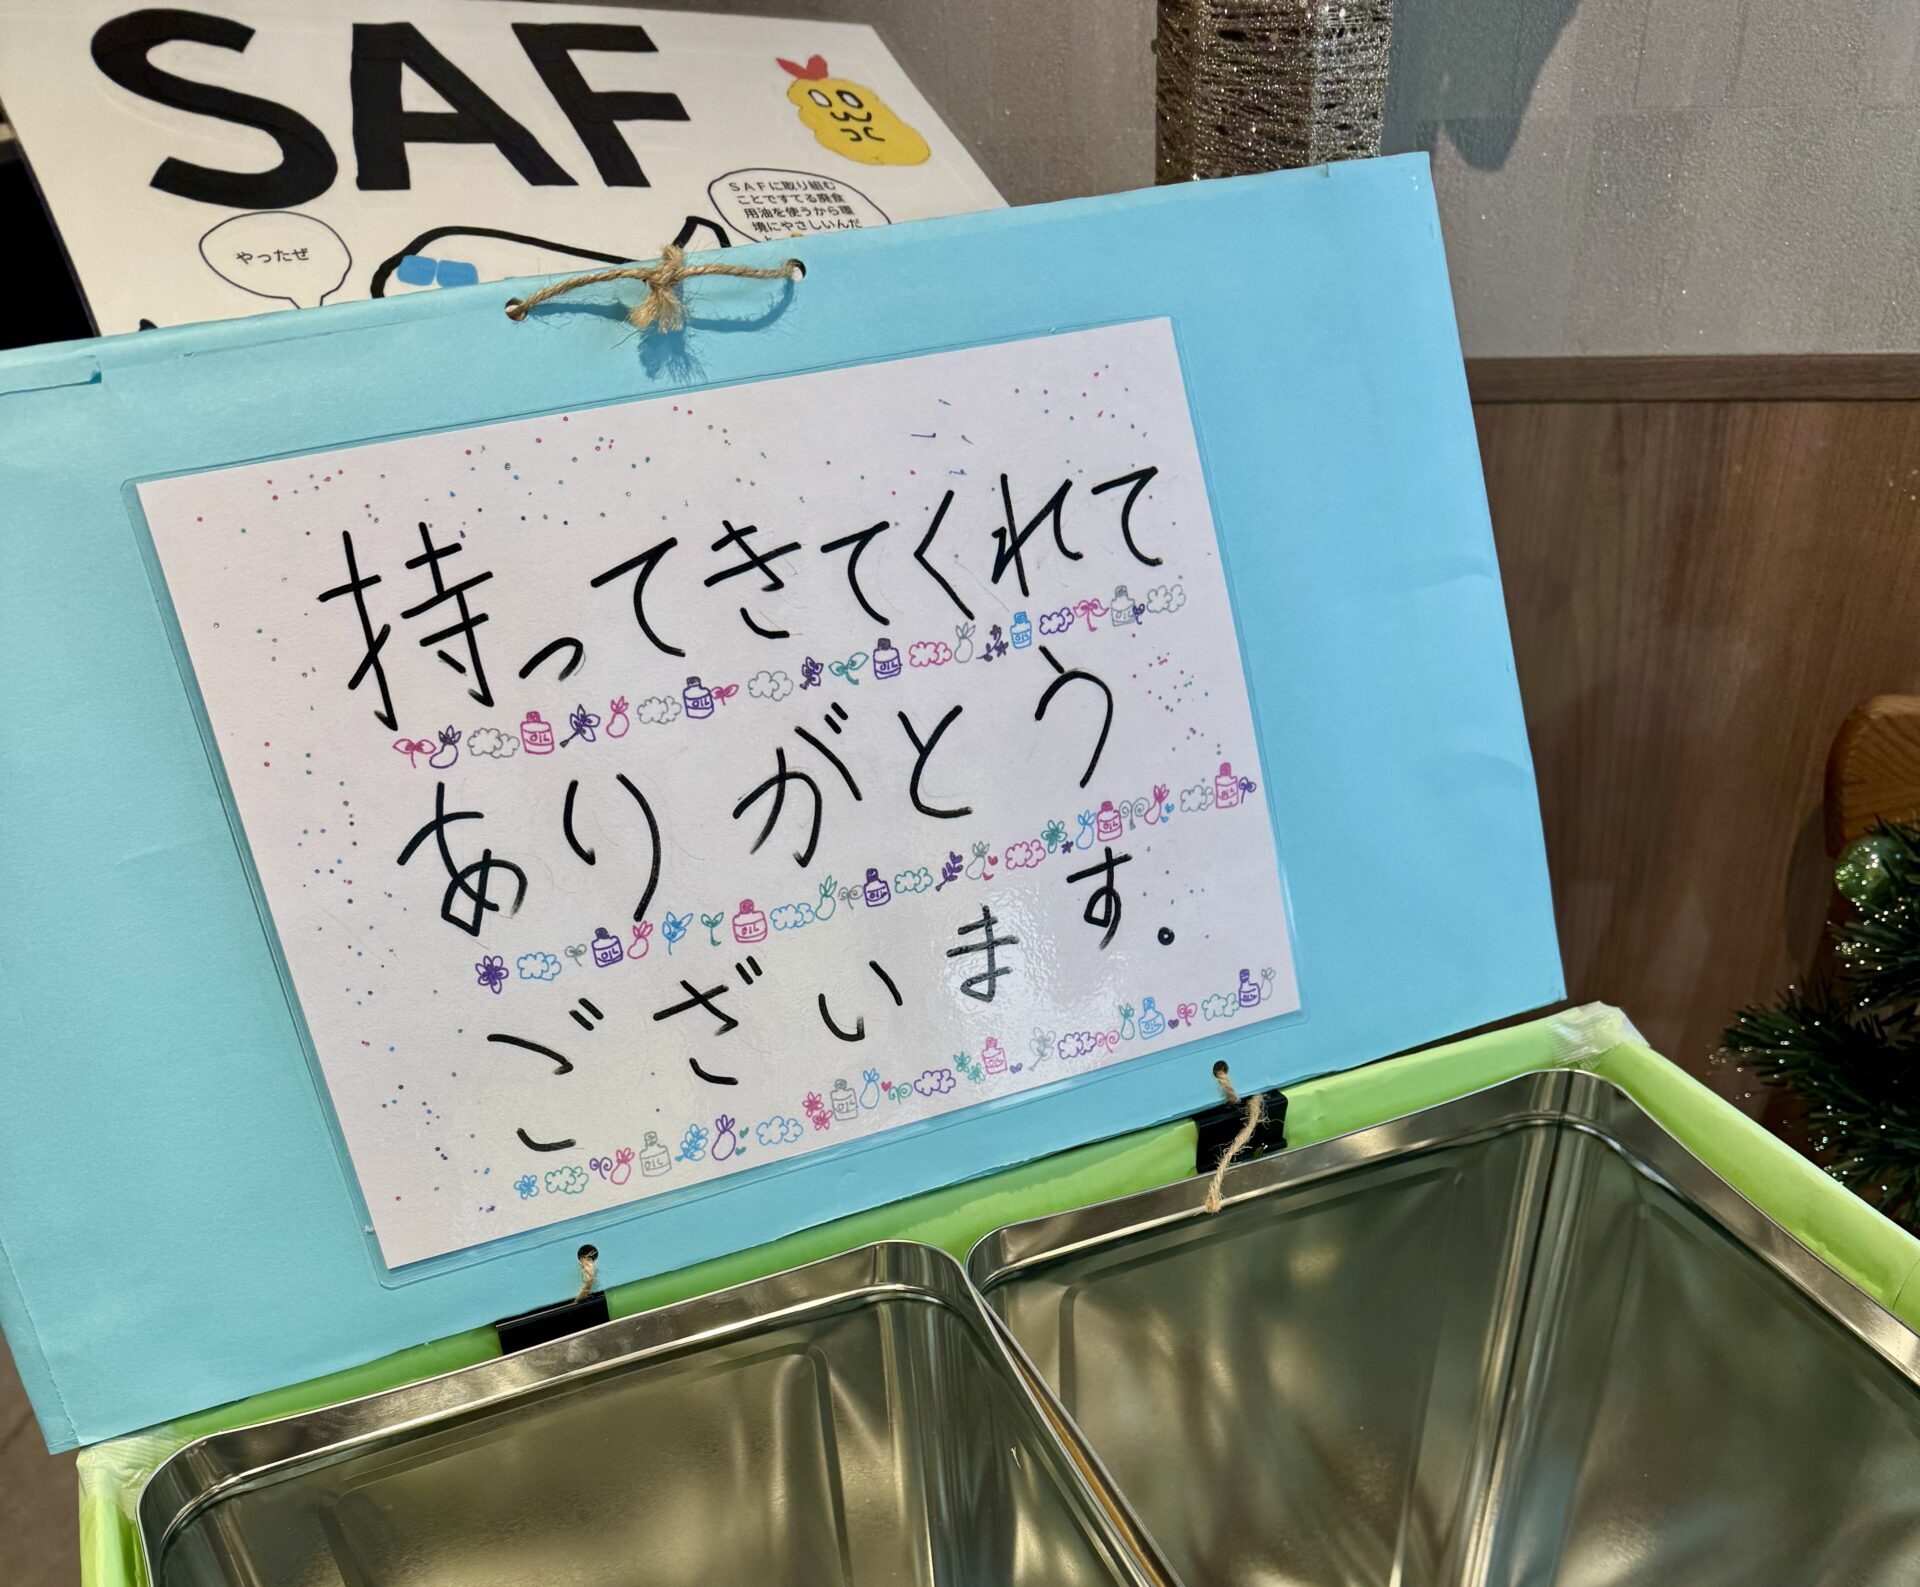 SAF
やったぜ
SAFに取り組む
ことですてる廃食
用油を使うから環
境にやさしいんだ
持ってきてくれて
ありがとう
ございます.